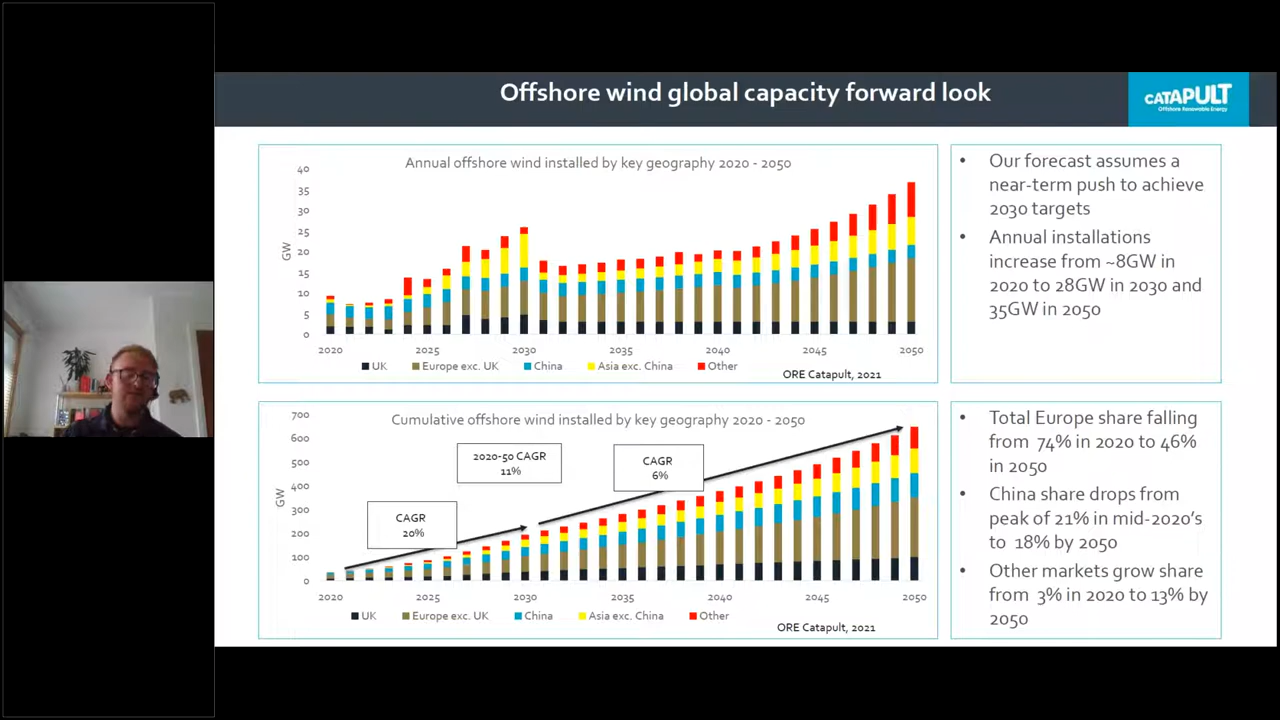 Offshore wind global capacity forward look
CATAPULT
Offshore Renewable Energy
Annual offshore wind installed by key geography 2020 - 2050
40
35
30
25
20
15
10
5
0
GW
2020 2025 2030 2035 2040 2045 2050
UK Europe exc. UK China Asia exc. China Other
ORE Catapult, 2021
• Our forecast assumes a
near-term push to achieve
2030 targets
• Annual installations
increase from ~8GW in
2020 to 28GW in 2030 and
35GW in 2050
Cumulative offshore wind installed by key geography 2020 - 2050
700
600
500
400
300
200
100
0
GW
CAGR
20%
2020-50 CAGR
11%
CAGR
6%
2020 2025 2030 2035 2040 2045 2050
UK Europe exc. UK China Asia exc. China Other
ORE Catapult, 2021
• Total Europe share falling
from 74% in 2020 to 46%
in 2050
• China share drops from
peak of 21% in mid-2020's
to 18% by 2050
• Other markets grow share
from 3% in 2020 to 13% by
2050